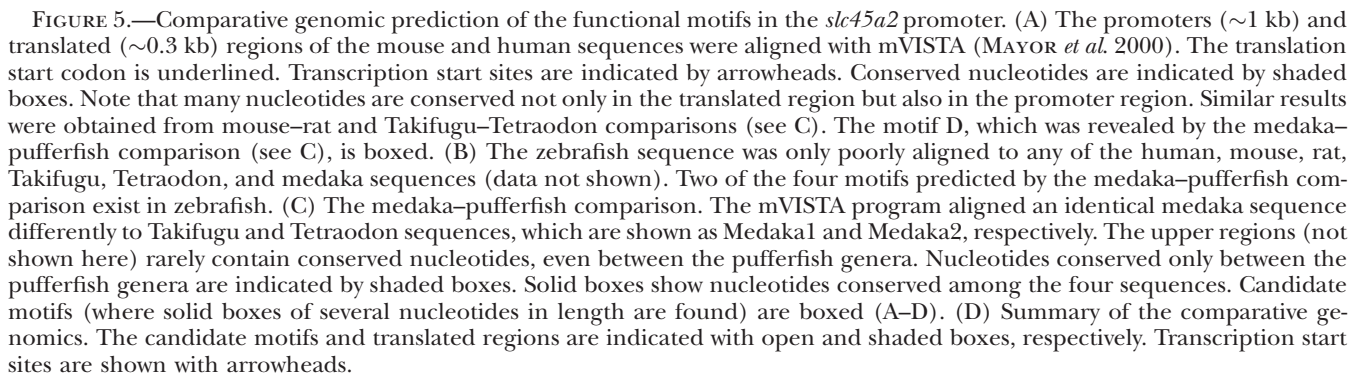 FIGURE 5.—Comparative genomic prediction of the functional motifs in the slc45a2 promoter. (A) The promoters (∼1 kb) and
translated (∼0.3 kb) regions of the mouse and human sequences were aligned with mVISTA (MAYOR et al. 2000). The translation
start codon is underlined. Transcription start sites are indicated by arrowheads. Conserved nucleotides are indicated by shaded
boxes. Note that many nucleotides are conserved not only in the translated region but also in the promoter region. Similar results
were obtained from mouse–rat and Takifugu–Tetraodon comparisons (see C). The motif D, which was revealed by the medaka–
pufferfish comparison (see C), is boxed. (B) The zebrafish sequence was only poorly aligned to any of the human, mouse, rat,
Takifugu, Tetraodon, and medaka sequences (data not shown). Two of the four motifs predicted by the medaka–pufferfish com-
parison exist in zebrafish. (C) The medaka–pufferfish comparison. The mVISTA program aligned an identical medaka sequence
differently to Takifugu and Tetraodon sequences, which are shown as Medaka1 and Medaka2, respectively. The upper regions (not
shown here) rarely contain conserved nucleotides, even between the pufferfish genera. Nucleotides conserved only between the
pufferfish genera are indicated by shaded boxes. Solid boxes show nucleotides conserved among the four sequences. Candidate
motifs (where solid boxes of several nucleotides in length are found) are boxed (A–D). (D) Summary of the comparative ge-
nomics. The candidate motifs and translated regions are indicated with open and shaded boxes, respectively. Transcription start
sites are shown with arrowheads.